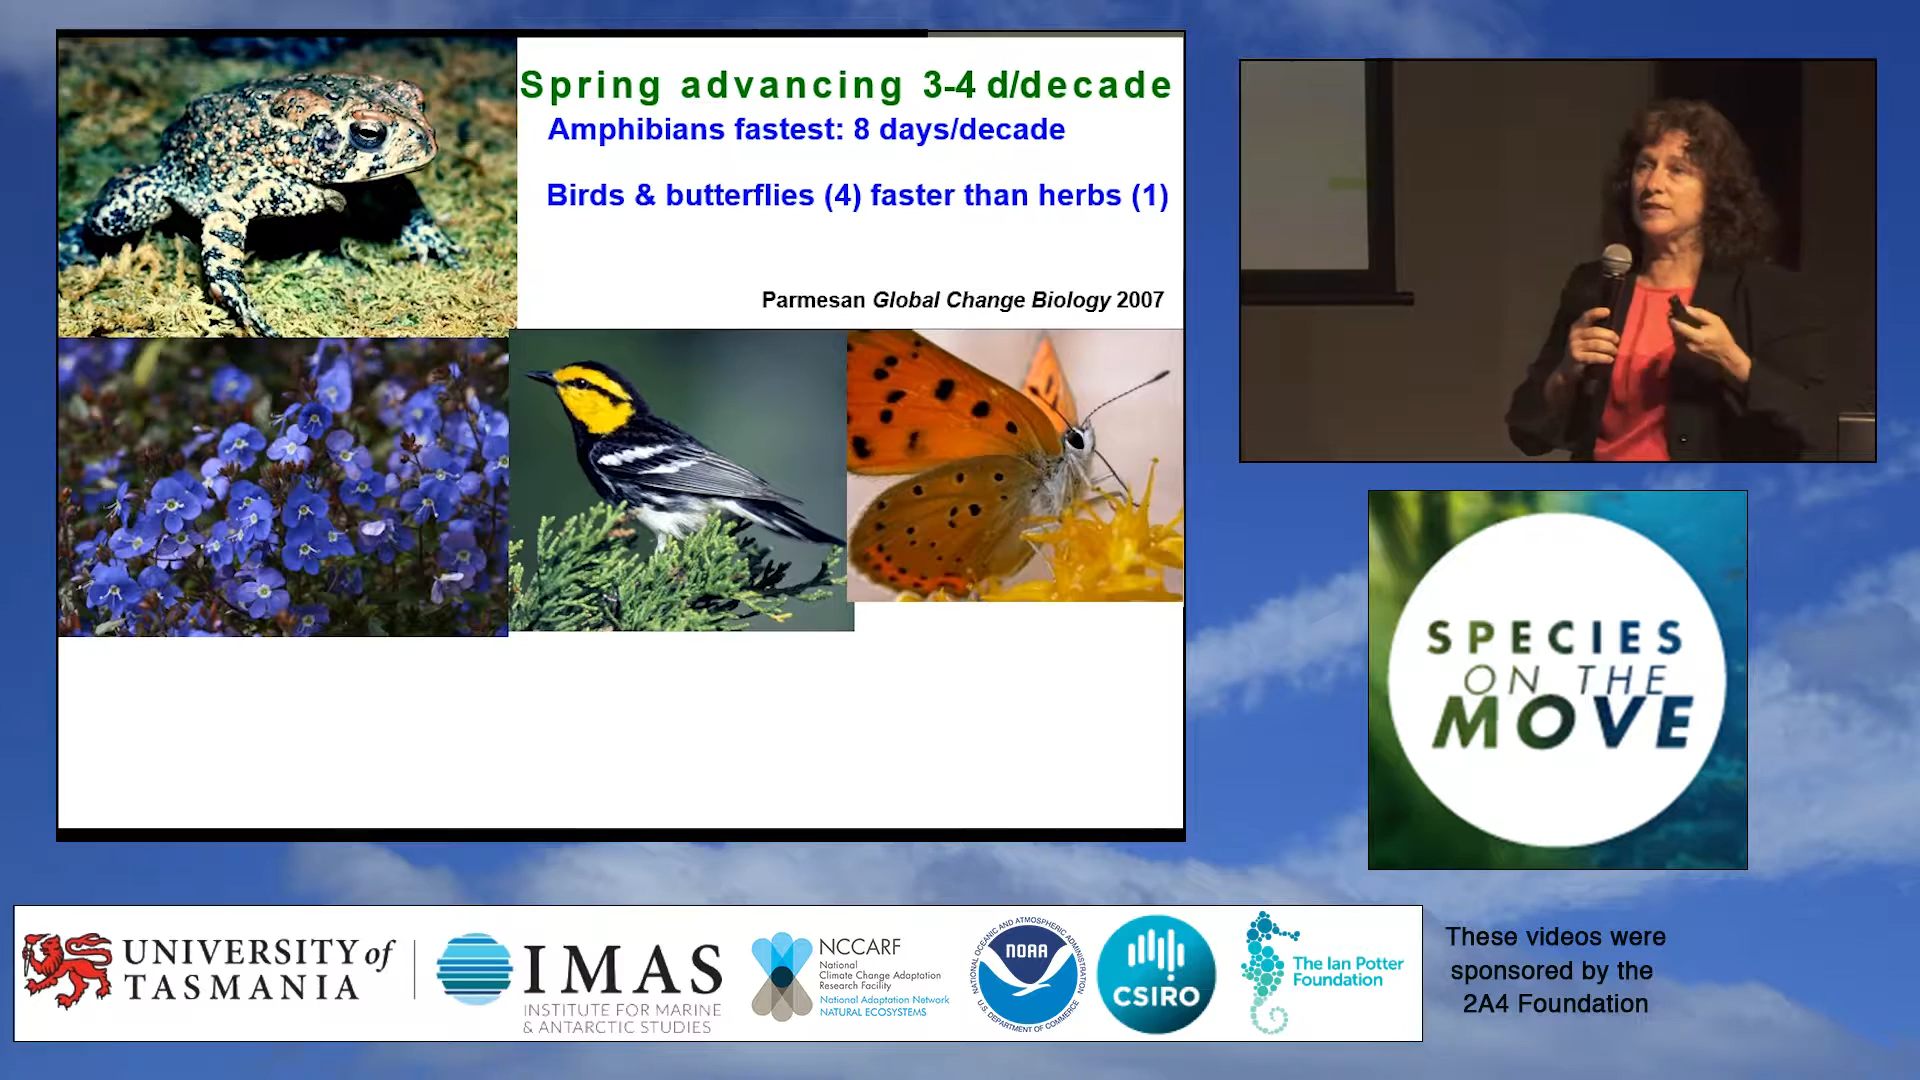 Spring advancing 3-4 d/decade
Amphibians fastest: 8 days/decade
Birds & butterflies (4) faster than herbs (1)
Parmesan Global Change Biology 2007
SPECIES
ON THE
MOVE
UNIVERSITY of
TASMANIA
IMAS
INSTITUTE FOR MARINE
& ANTARCTIC STUDIES
NCCARF
National
Climate Change Adaptation
Research Facility
National Adaptation Network
NATURAL ECOSYSTEMS
NATIONAL OCEANIC AND ATMOSPHERIC ADMINISTRATION
NOAA
U.S. DEPARTMENT OF COMMERCE
CSIRO
The Ian Potter
Foundation
These videos were
sponsored by the
2A4 Foundation